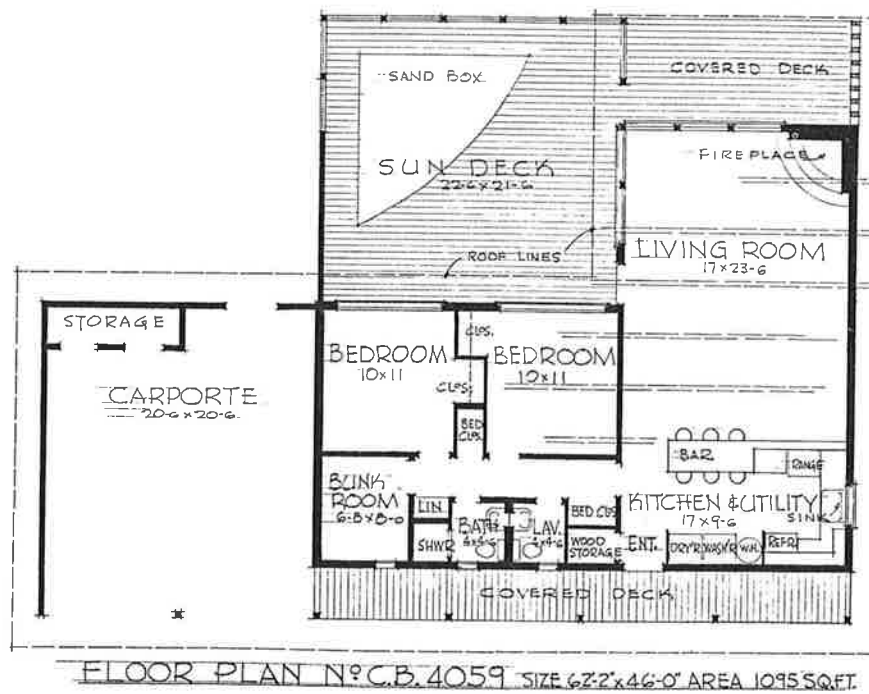 SAND BOX
COVERED DECK
SUN DECK
22-6 x 21-6
FIREPLACE
ROOF LINES
LIVING ROOM
17 x 23-6
STORAGE
CARPORTE
20-6 x 20-6
BEDROOM
10 x 11
CLOS.
CLOS.
BEDROOM
10 x 11
BED
CLOS.
BAR
RANGE
BUNK
ROOM
6-8 x 8-0
LIN.
BED CLOS
KITCHEN & UTILITY
17 x 9-6
SINK
SHWR
BATH
LAV.
WOOD
STORAGE
ENT.
DRY'R
WASH'R
W.H.
REFR.
COVERED DECK
FLOOR PLAN Nº C.B. 4059 SIZE 62'-2" x 46'-0" AREA 1095 SQ.FT.